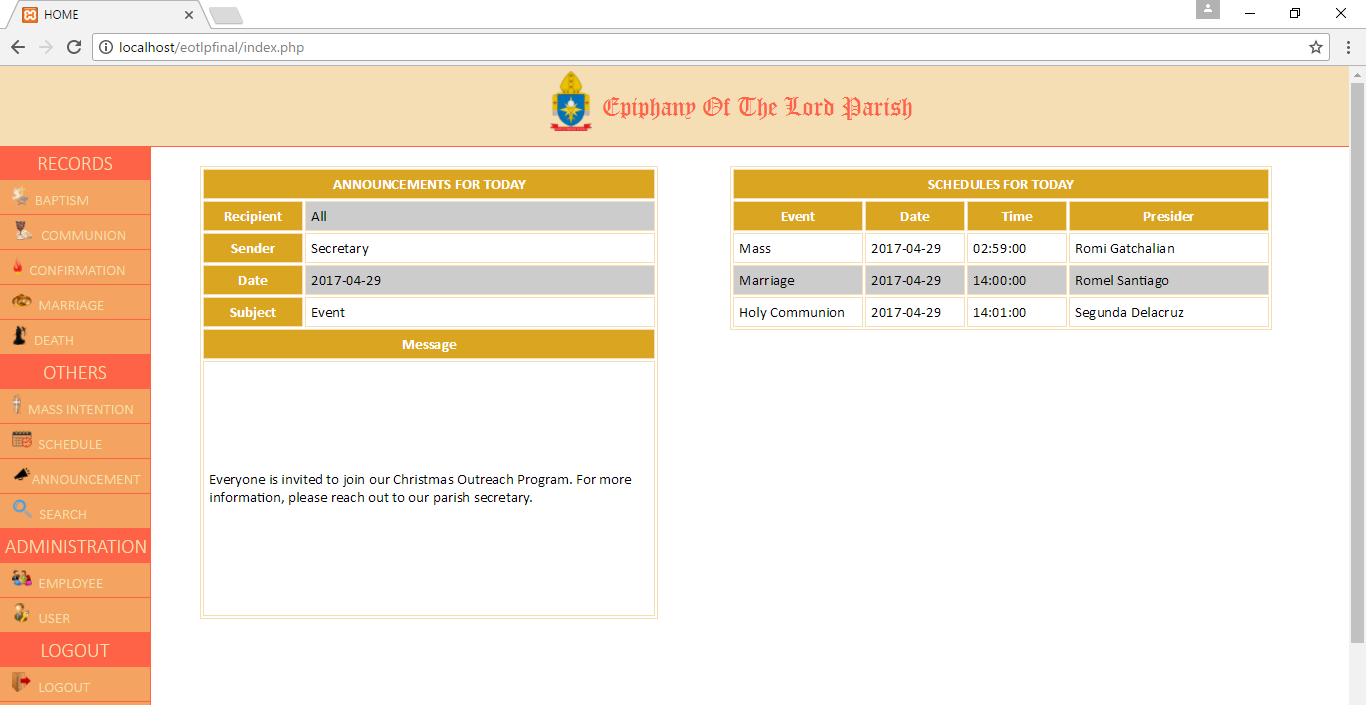 HOME
localhost/eotlpfinal/index.php
Epiphany Of The Lord Parish
RECORDS
BAPTISM
COMMUNION
CONFIRMATION
MARRIAGE
DEATH
OTHERS
MASS INTENTION
SCHEDULE
ANNOUNCEMENT
SEARCH
ADMINISTRATION
EMPLOYEE
USER
LOGOUT
LOGOUT
ANNOUNCEMENTS FOR TODAY
Recipient All
Sender Secretary
Date 2017-04-29
Subject Event
Message
Everyone is invited to join our Christmas Outreach Program. For more
information, please reach out to our parish secretary.
SCHEDULES FOR TODAY
Event Date Time Presider
Mass 2017-04-29 02:59:00 Romi Gatchalian
Marriage 2017-04-29 14:00:00 Romel Santiago
Holy Communion 2017-04-29 14:01:00 Segunda Delacruz